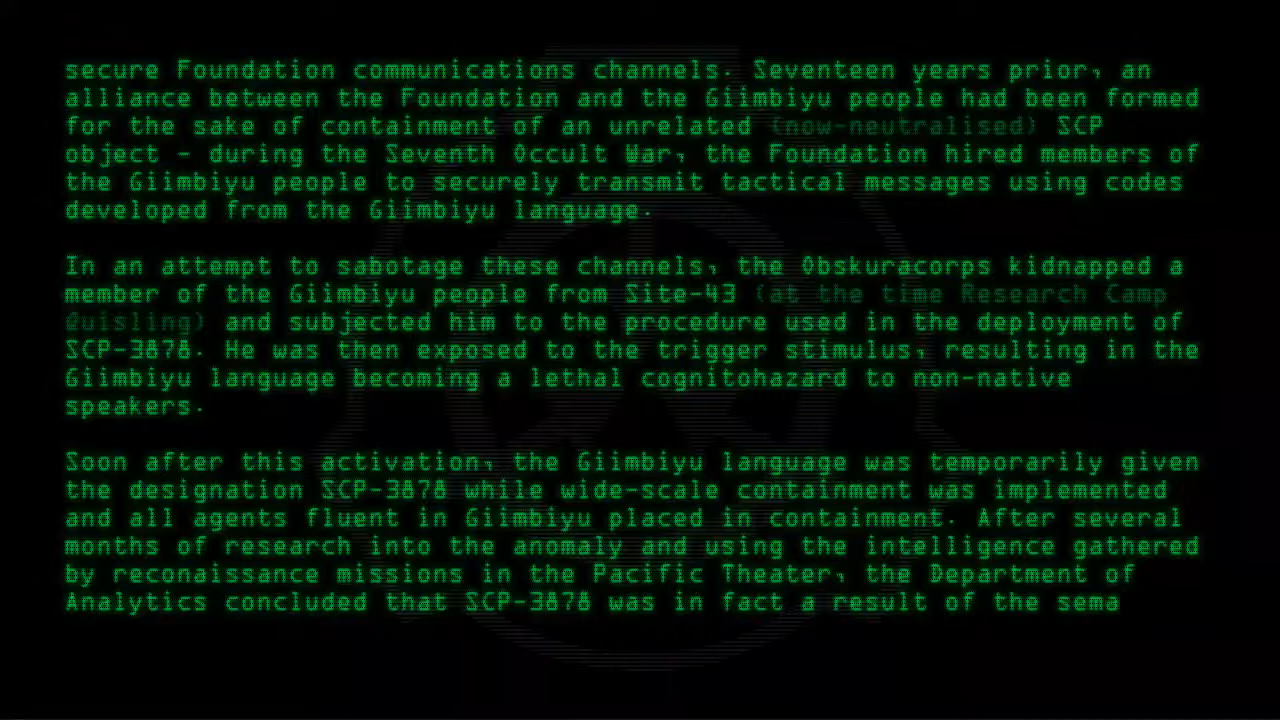 secure Foundation communications channels. Seventeen years prior, an
alliance between the Foundation and the Giimbiyu people had been formed
for the sake of containment of an unrelated (now-neutralised) SCP
object - during the Seventh Occult War, the Foundation hired members of
the Giimbiyu people to securely transmit tactical messages using codes
developed from the Giimbiyu language.
In an attempt to sabotage these channels, the Obskuracorps kidnapped a
member of the Giimbiyu people from Site-43 (at the time Research Camp
Quisling) and subjected him to the procedure used in the deployment of
SCP-3878. He was then exposed to the trigger stimulus, resulting in the
Giimbiyu language becoming a lethal cognitohazard to non-native
speakers.
Soon after this activation, the Giimbiyu language was temporarily given
the designation SCP-3878 while wide-scale containment was implemented
and all agents fluent in Giimbiyu placed in containment. After several
months of research into the anomaly and using the intelligence gathered
by reconaissance missions in the Pacific Theater, the Department of
Analytics concluded that SCP-3878 was in fact a result of the sema